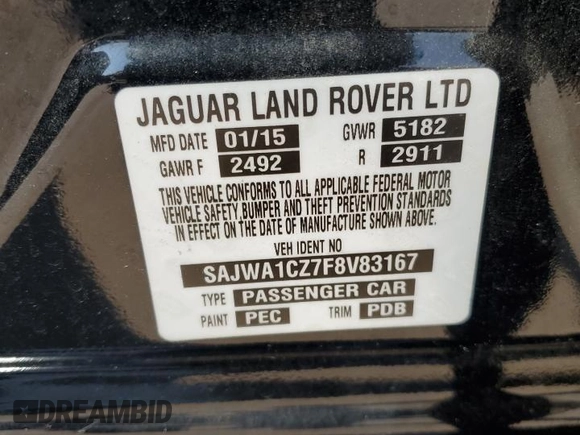 JAGUAR LAND ROVER LTD
MFD DATE 01/15 GVWR 5182
GAWR F 2492 R 2911
THIS VEHICLE CONFORMS TO ALL APPLICABLE FEDERAL MOTOR
VEHICLE SAFETY,BUMPER AND THEFT PREVENTION STANDARDS
IN EFFECT ON THE DATE OF MANUFACTURE SHOWN ABOVE.
VEH IDENT NO
SAJWA1CZ7F8V83167
TYPE PASSENGER CAR
PAINT PEC TRIM PDB
DREAMBID